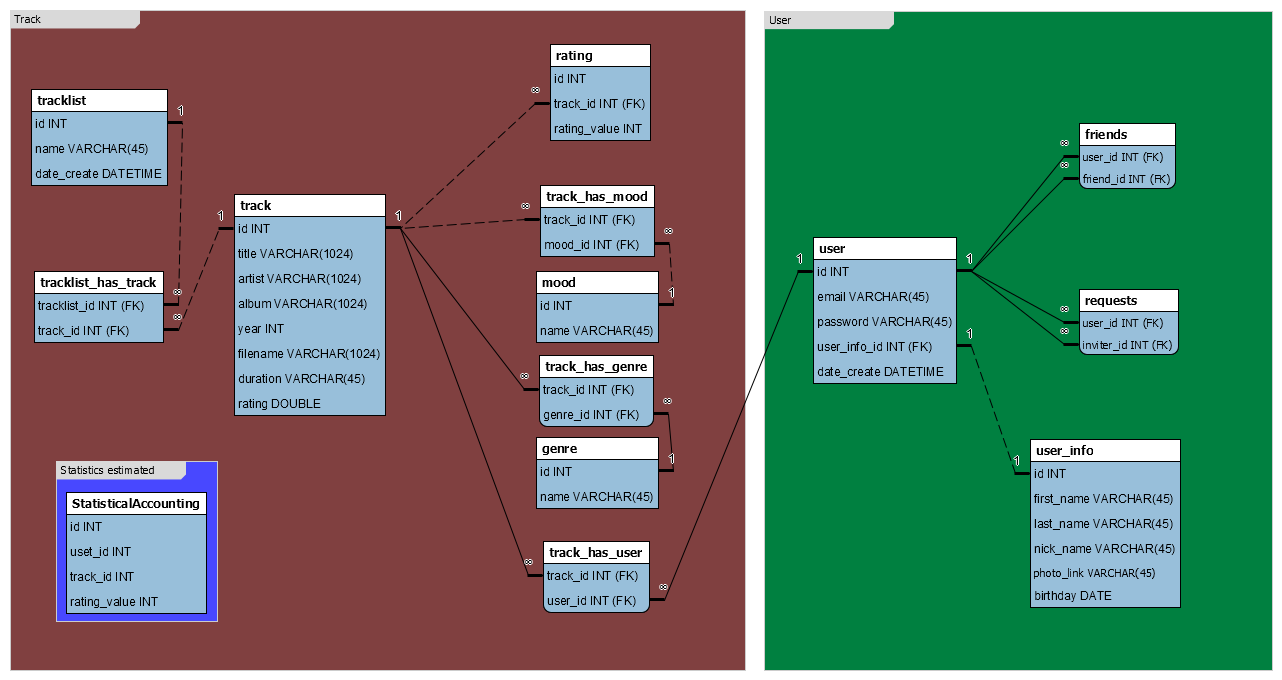 Track
tracklist
id INT
name VARCHAR(45)
date_create DATETIME
1
tracklist_has_track
tracklist_id INT (FK)
track_id INT (FK)
∞
∞
1
track
id INT
title VARCHAR(1024)
artist VARCHAR(1024)
album VARCHAR(1024)
year INT
filename VARCHAR(1024)
duration VARCHAR(45)
rating DOUBLE
1
rating
id INT
track_id INT (FK)
rating_value INT
∞
track_has_mood
track_id INT (FK)
mood_id INT (FK)
∞
∞
mood
id INT
name VARCHAR(45)
1
track_has_genre
track_id INT (FK)
genre_id INT (FK)
∞
∞
genre
id INT
name VARCHAR(45)
1
track_has_user
track_id INT (FK)
user_id INT (FK)
∞
∞
Statistics estimated
StatisticalAccounting
id INT
uset_id INT
track_id INT
rating_value INT
User
user
id INT
email VARCHAR(45)
password VARCHAR(45)
user_info_id INT (FK)
date_create DATETIME
1
1
1
friends
user_id INT (FK)
friend_id INT (FK)
∞
∞
requests
user_id INT (FK)
inviter_id INT (FK)
∞
∞
user_info
id INT
first_name VARCHAR(45)
last_name VARCHAR(45)
nick_name VARCHAR(45)
photo_link VARCHAR(45)
birthday DATE
1